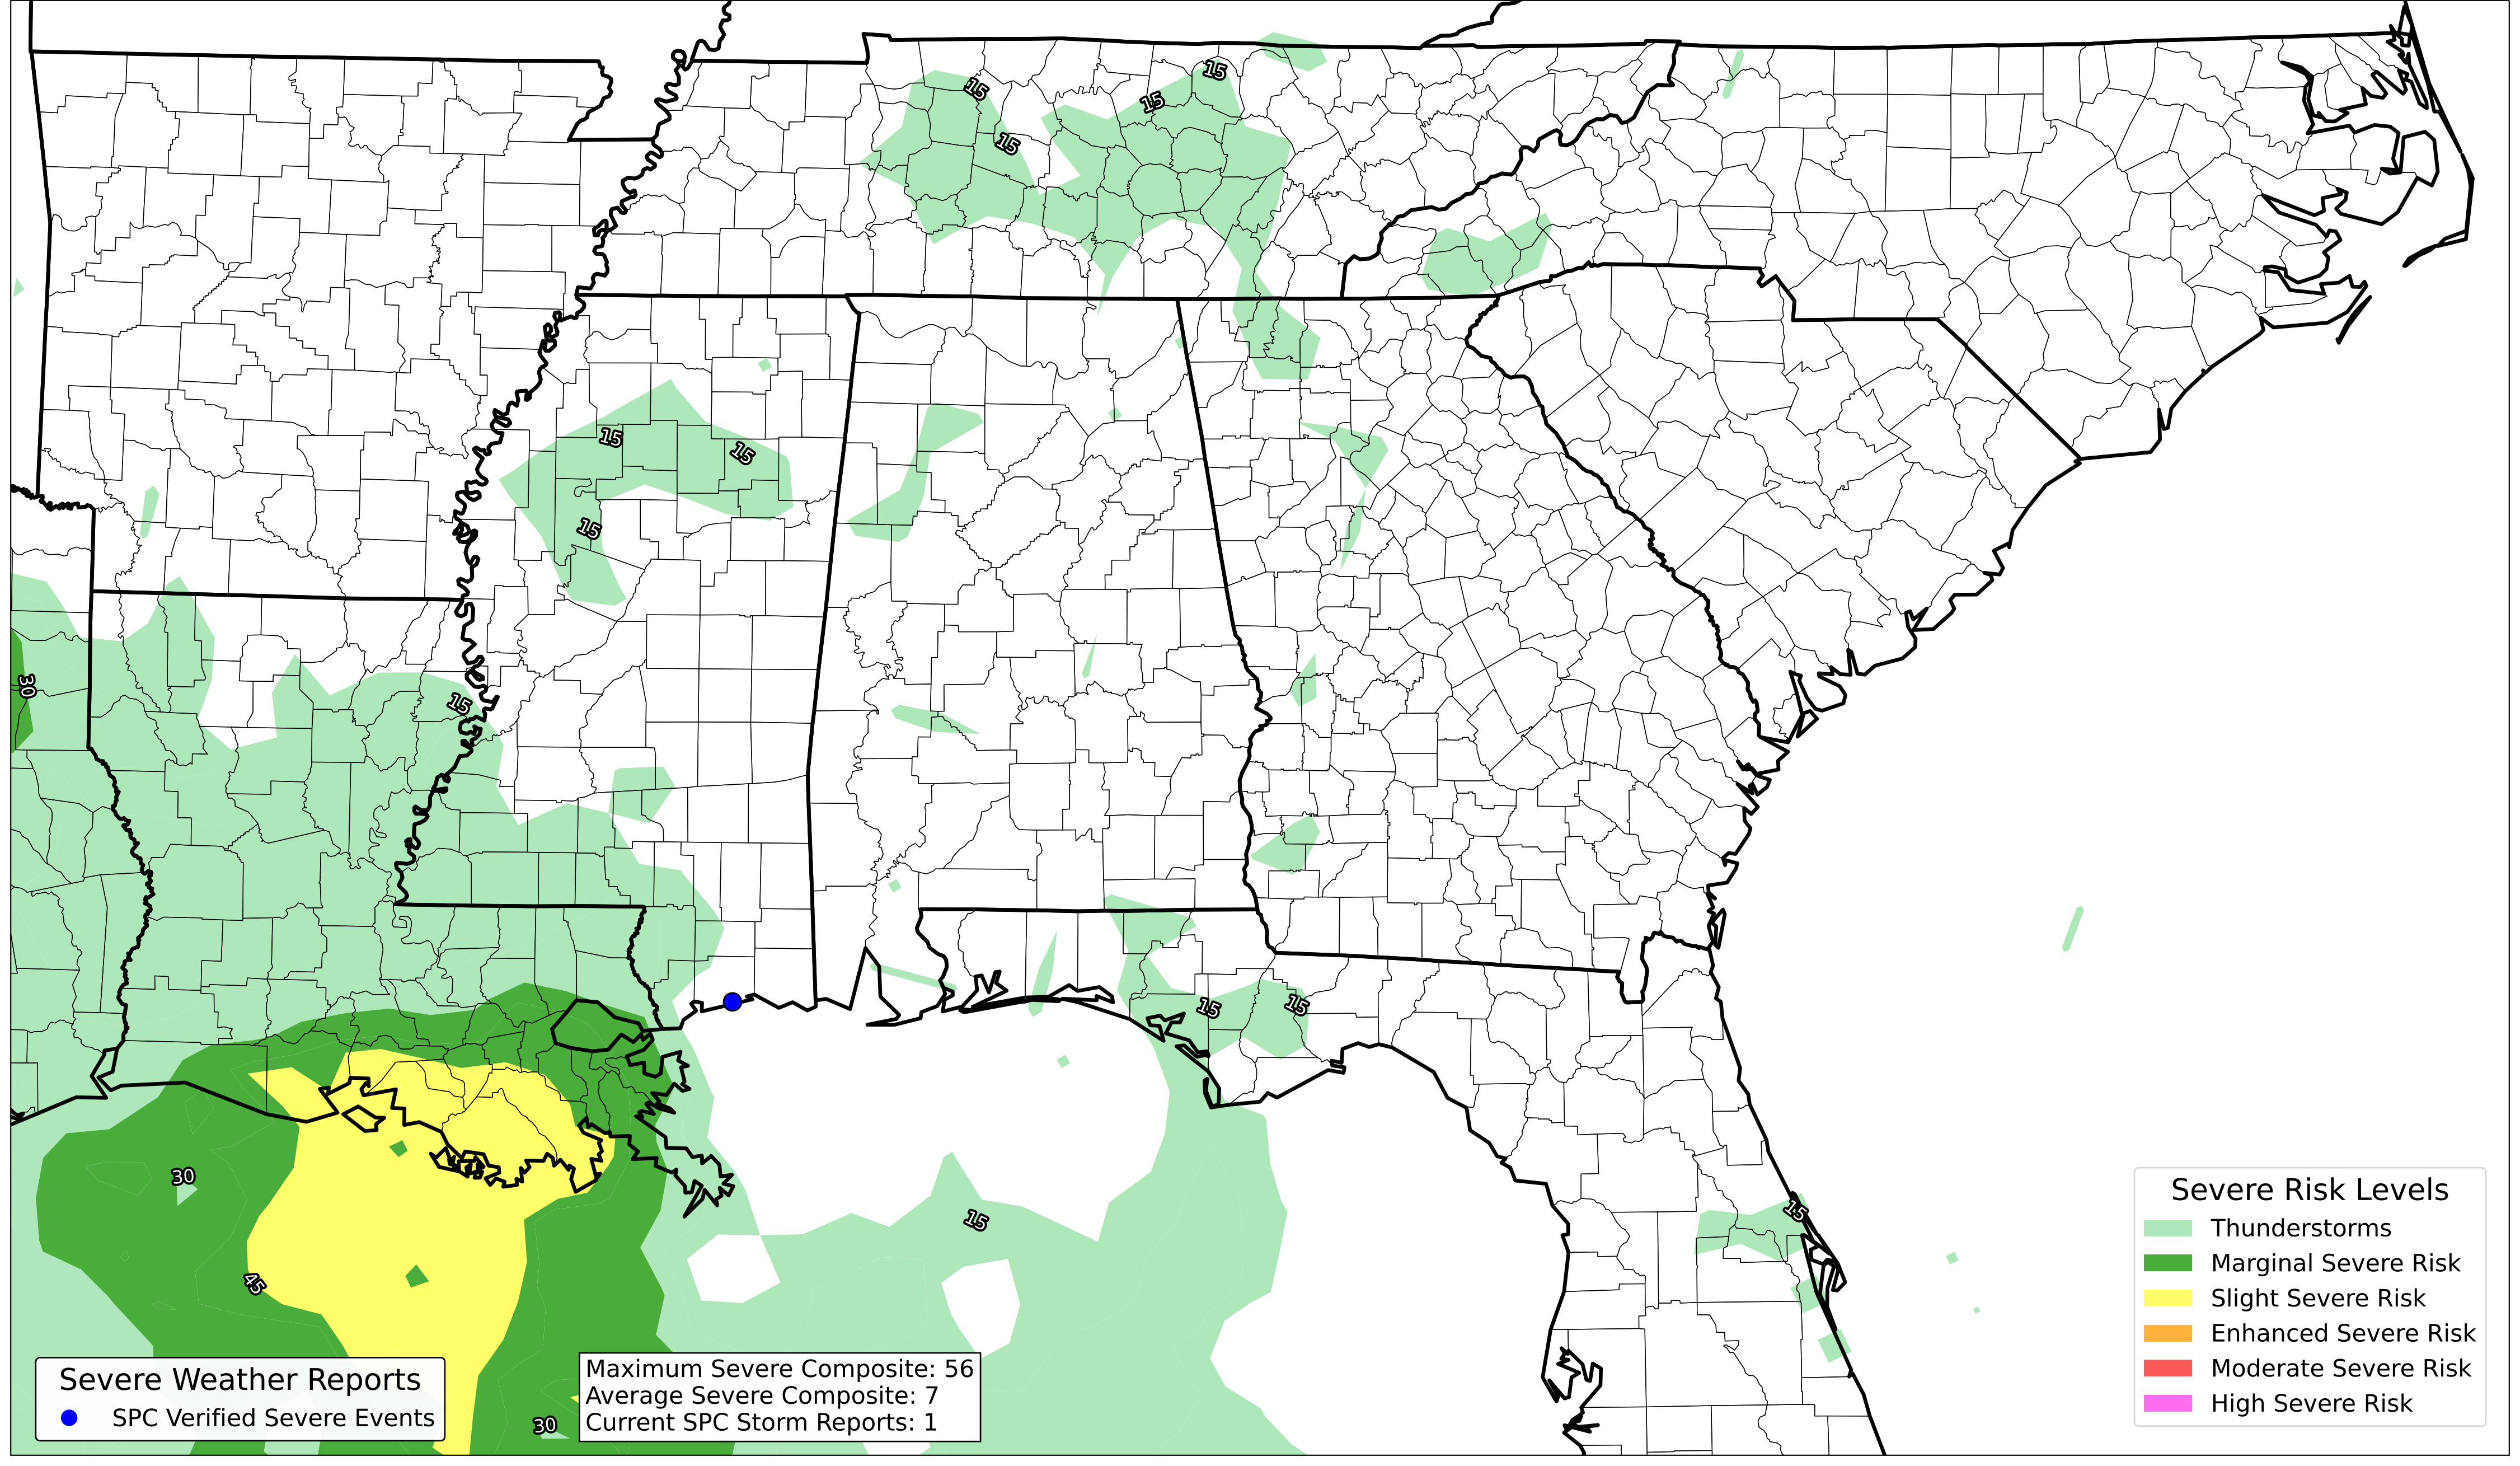 15
15
15
15
15
15
15
30
15
15
15
30
15
15
45
30
Severe Weather Reports
SPC Verified Severe Events
Maximum Severe Composite: 56
Average Severe Composite: 7
Current SPC Storm Reports: 1
Severe Risk Levels
Thunderstorms
Marginal Severe Risk
Slight Severe Risk
Enhanced Severe Risk
Moderate Severe Risk
High Severe Risk